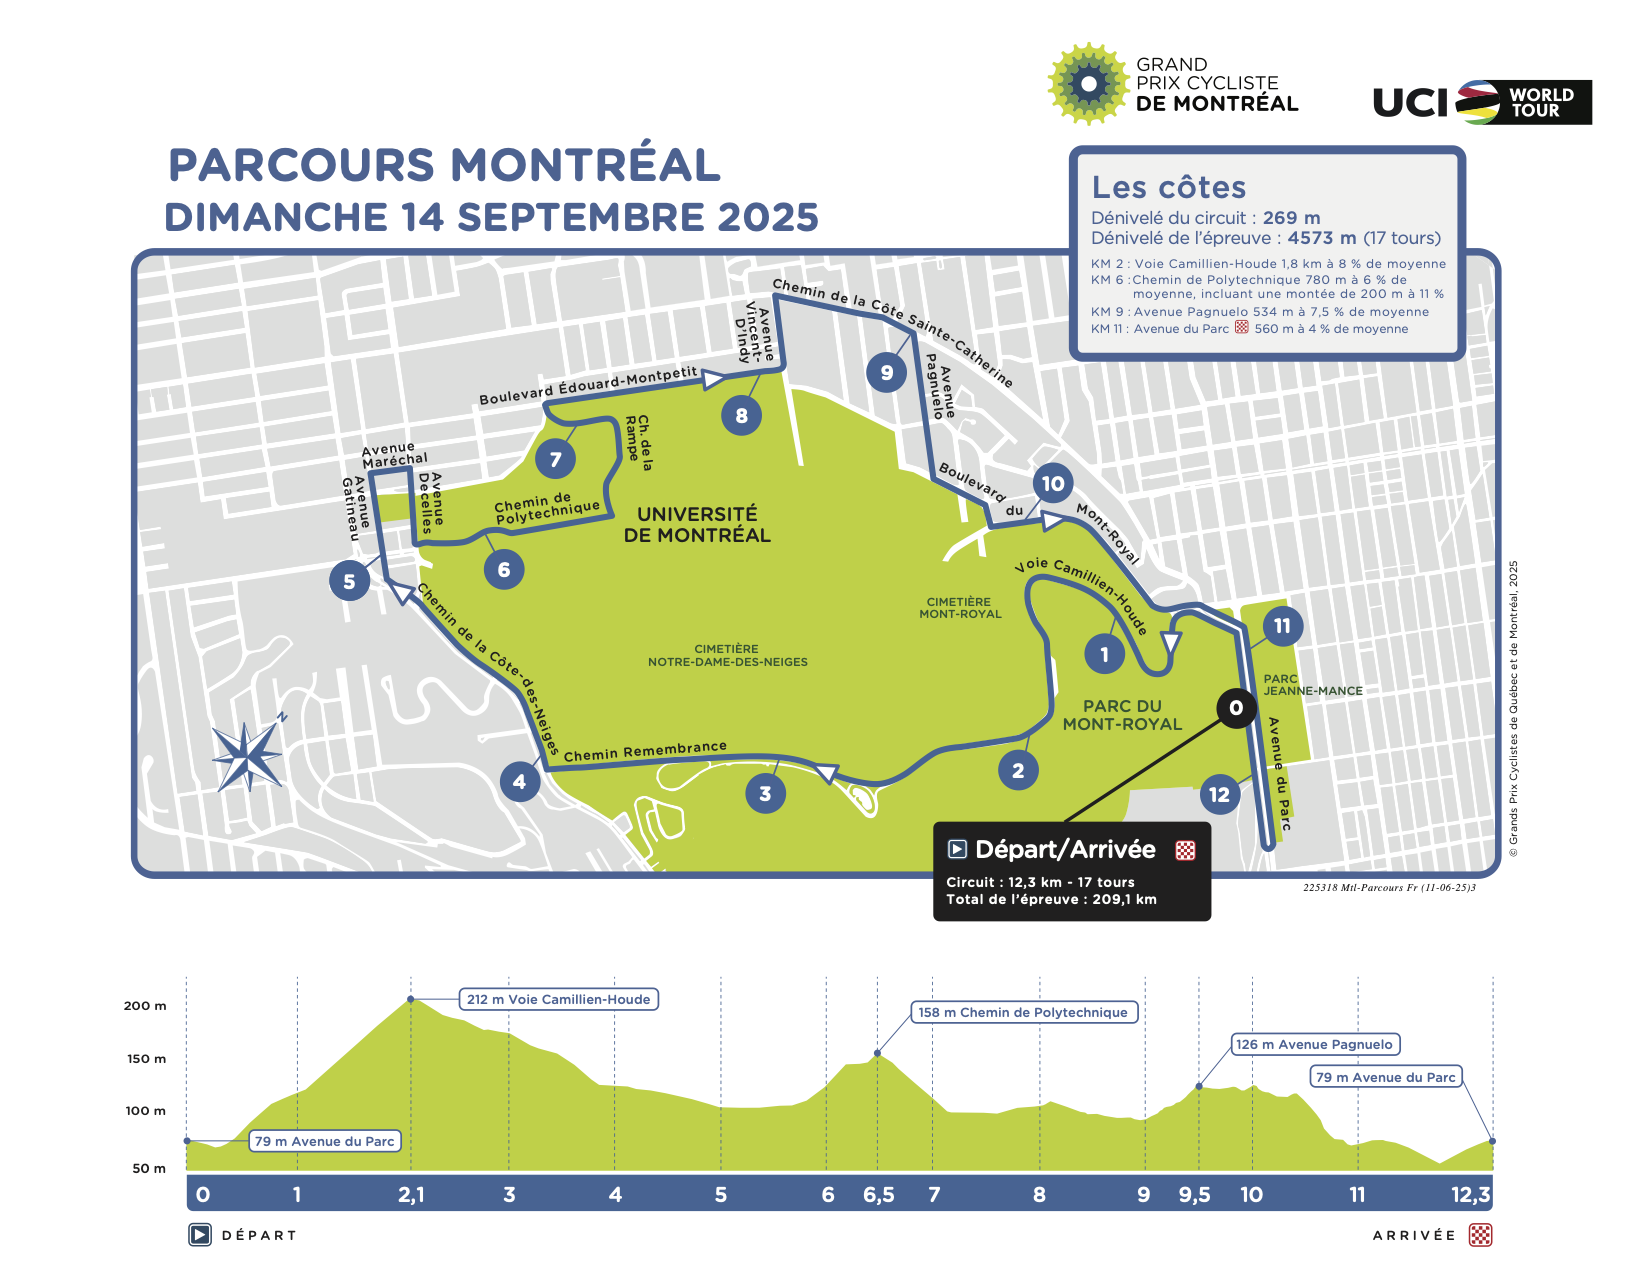 GRAND
PRIX CYCLISTE
DE MONTRÉAL
UCI
WORLD
TOUR
PARCOURS MONTRÉAL
DIMANCHE 14 SEPTEMBRE 2025
Les côtes
Dénivelé du circuit : 269 m
Dénivelé de l'épreuve : 4573 m (17 tours)
KM 2 : Voie Camillien-Houde 1,8 km à 8 % de moyenne
KM 6 : Chemin de Polytechnique 780 m à 6 % de
moyenne, incluant une montée de 200 m à 11 %
KM 9 : Avenue Pagnuelo 534 m à 7,5 % de moyenne
KM 11 : Avenue du Parc 560 m à 4 % de moyenne
Chemin de la Côte Sainte-Catherine
Avenue
Vincent-
D'Indy
9
Avenue
Pagnuelo
Boulevard Édouard-Montpetit
8
Ch. de la
Rampe
7
Avenue
Maréchal
Avenue
Gatineau
Avenue
Decelles
Chemin de
Polytechnique
UNIVERSITÉ
DE MONTRÉAL
Boulevard
du
Mont-Royal
10
6
5
Chemin de la Côte-des-Neiges
Voie Camillien-Houde
CIMETIÈRE
MONT-ROYAL
CIMETIÈRE
NOTRE-DAME-DES-NEIGES
1
11
PARC
JEANNE-MANCE
PARC DU
MONT-ROYAL
0
Avenue du Parc
N
Chemin Remembrance
4
3
2
12
Départ/Arrivée
Circuit : 12,3 km - 17 tours
Total de l'épreuve : 209,1 km
© Grands Prix Cyclistes de Québec et de Montréal, 2025
225318 Mtl-Parcours Fr (11-06-25)3
200 m
150 m
100 m
50 m
212 m Voie Camillien-Houde
158 m Chemin de Polytechnique
126 m Avenue Pagnuelo
79 m Avenue du Parc
79 m Avenue du Parc
0 1 2,1 3 4 5 6 6,5 7 8 9 9,5 10 11 12,3
DÉPART
ARRIVÉE